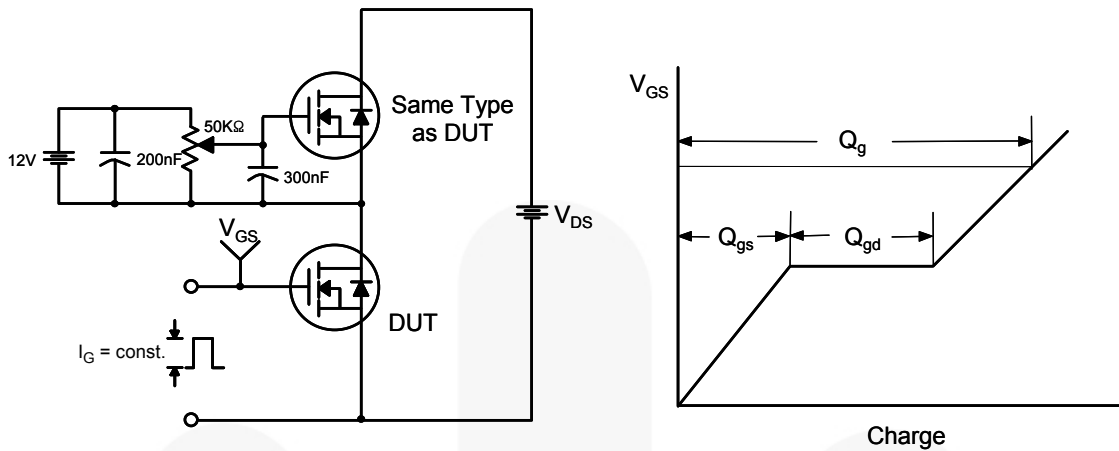 Same Type
as DUT
50KΩ
12V
200nF
300nF
V_GS
V_DS
DUT
I_G = const.
V_GS
Q_g
Q_gs
Q_gd
Charge